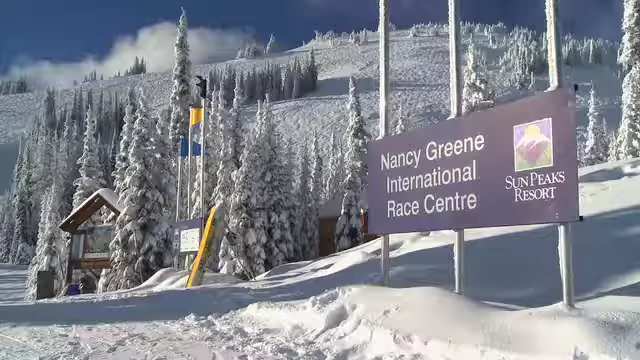 Nancy Greene
International
Race Centre
SUN PEAKS
RESORT